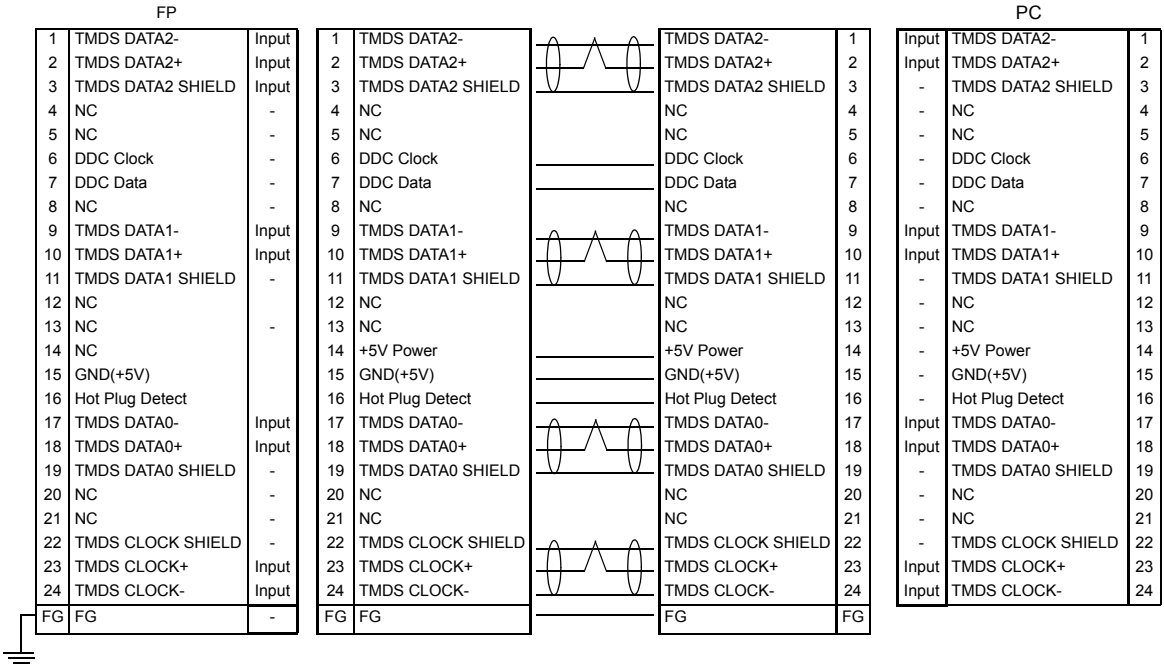 FP PC
1 TMDS DATA2- Input 1 TMDS DATA2- TMDS DATA2- 1 Input TMDS DATA2- 1
2 TMDS DATA2+ Input 2 TMDS DATA2+ TMDS DATA2+ 2 Input TMDS DATA2+ 2
3 TMDS DATA2 SHIELD Input 3 TMDS DATA2 SHIELD TMDS DATA2 SHIELD 3 - TMDS DATA2 SHIELD 3
4 NC - 4 NC NC 4 - NC 4
5 NC - 5 NC NC 5 - NC 5
6 DDC Clock - 6 DDC Clock DDC Clock 6 - DDC Clock 6
7 DDC Data - 7 DDC Data DDC Data 7 - DDC Data 7
8 NC - 8 NC NC 8 - NC 8
9 TMDS DATA1- Input 9 TMDS DATA1- TMDS DATA1- 9 Input TMDS DATA1- 9
10 TMDS DATA1+ Input 10 TMDS DATA1+ TMDS DATA1+ 10 Input TMDS DATA1+ 10
11 TMDS DATA1 SHIELD - 11 TMDS DATA1 SHIELD TMDS DATA1 SHIELD 11 - TMDS DATA1 SHIELD 11
12 NC 12 NC NC 12 - NC 12
13 NC - 13 NC NC 13 - NC 13
14 NC 14 +5V Power +5V Power 14 - +5V Power 14
15 GND(+5V) 15 GND(+5V) GND(+5V) 15 - GND(+5V) 15
16 Hot Plug Detect 16 Hot Plug Detect Hot Plug Detect 16 - Hot Plug Detect 16
17 TMDS DATA0- Input 17 TMDS DATA0- TMDS DATA0- 17 Input TMDS DATA0- 17
18 TMDS DATA0+ Input 18 TMDS DATA0+ TMDS DATA0+ 18 Input TMDS DATA0+ 18
19 TMDS DATA0 SHIELD - 19 TMDS DATA0 SHIELD TMDS DATA0 SHIELD 19 - TMDS DATA0 SHIELD 19
20 NC - 20 NC NC 20 - NC 20
21 NC - 21 NC NC 21 - NC 21
22 TMDS CLOCK SHIELD - 22 TMDS CLOCK SHIELD TMDS CLOCK SHIELD 22 - TMDS CLOCK SHIELD 22
23 TMDS CLOCK+ Input 23 TMDS CLOCK+ TMDS CLOCK+ 23 Input TMDS CLOCK+ 23
24 TMDS CLOCK- Input 24 TMDS CLOCK- TMDS CLOCK- 24 Input TMDS CLOCK- 24
FG FG - FG FG FG FG